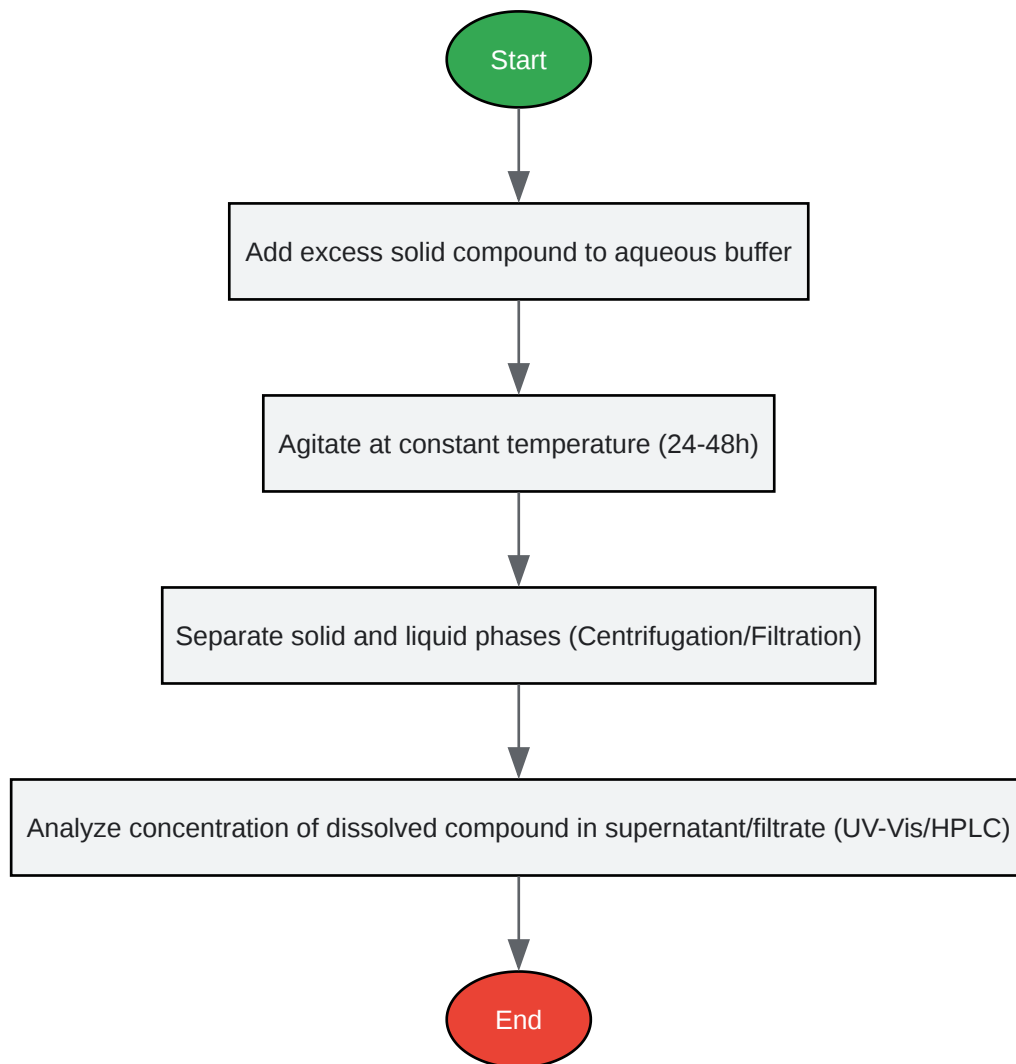 Start
Add excess solid compound to aqueous buffer
Agitate at constant temperature (24-48h)
Separate solid and liquid phases (Centrifugation/Filtration)
Analyze concentration of dissolved compound in supernatant/filtrate (UV-Vis/HPLC)
End